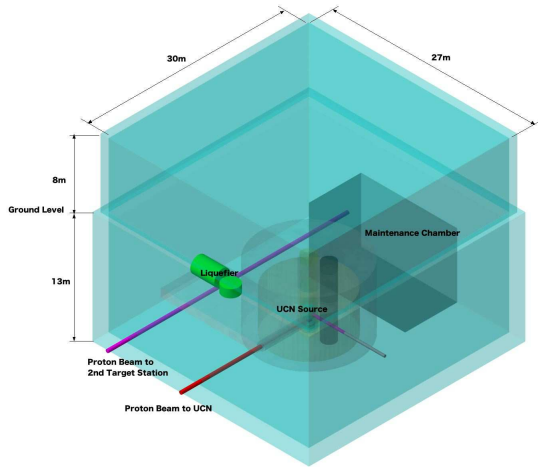 30m
27m
8m
Ground Level
Maintenance Chamber
Liquefier
13m
UCN Source
Proton Beam to
2nd Target Station
Proton Beam to UCN